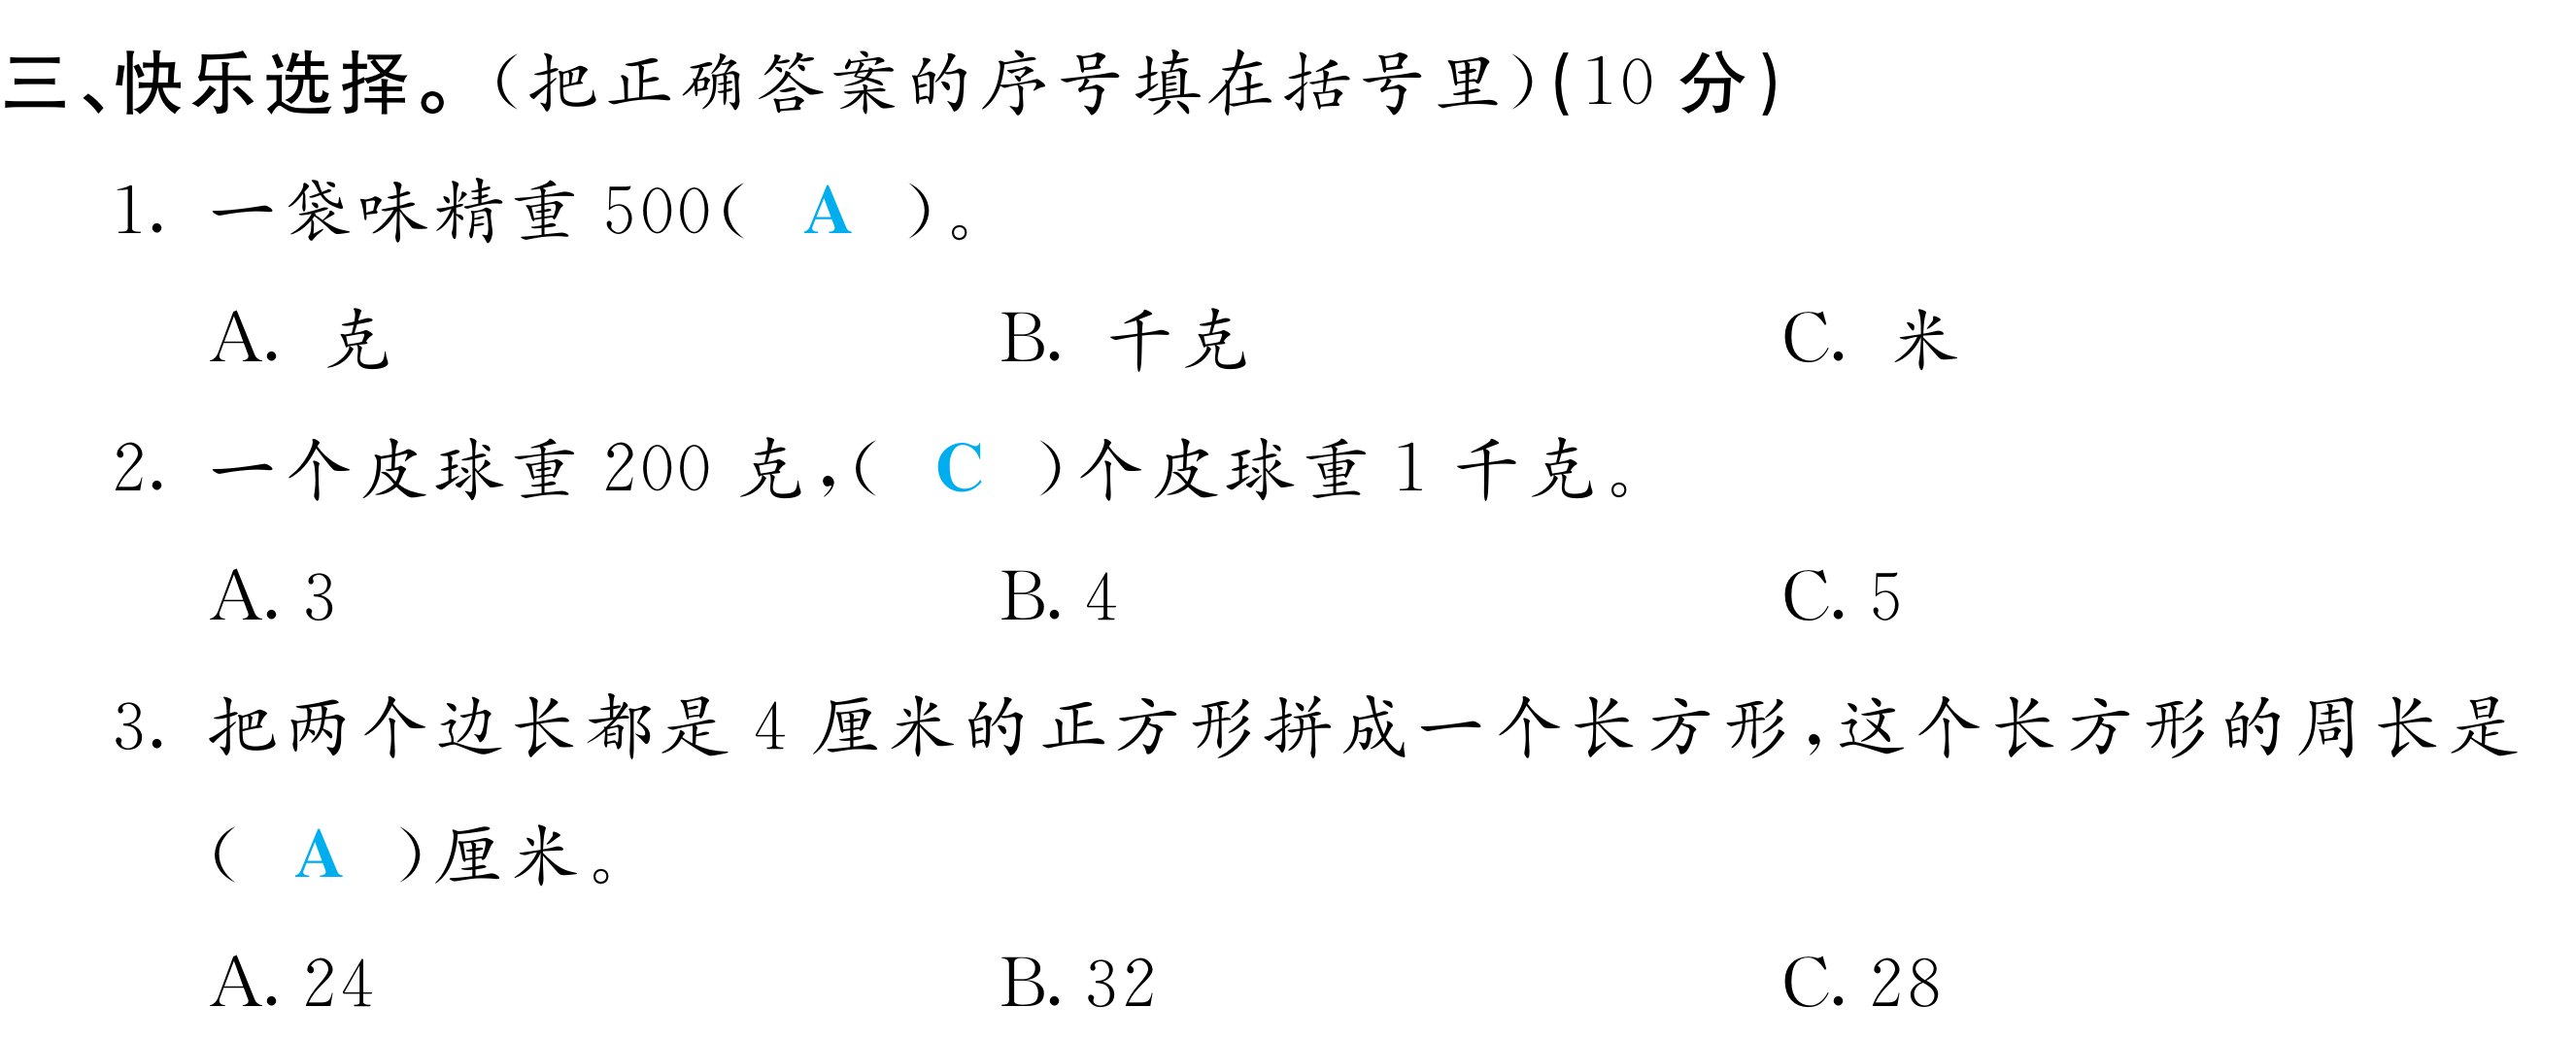 三、快乐选择。(把正确答案的序号填在括号里)(10 分)
1. 一袋味精重 500( A )。
A. 克 B. 千克 C. 米
2. 一个皮球重 200 克,( C )个皮球重 1 千克。
A. 3 B. 4 C. 5
3. 把两个边长都是 4 厘米的正方形拼成一个长方形,这个长方形的周长是
( A )厘米。
A. 24 B. 32 C. 28